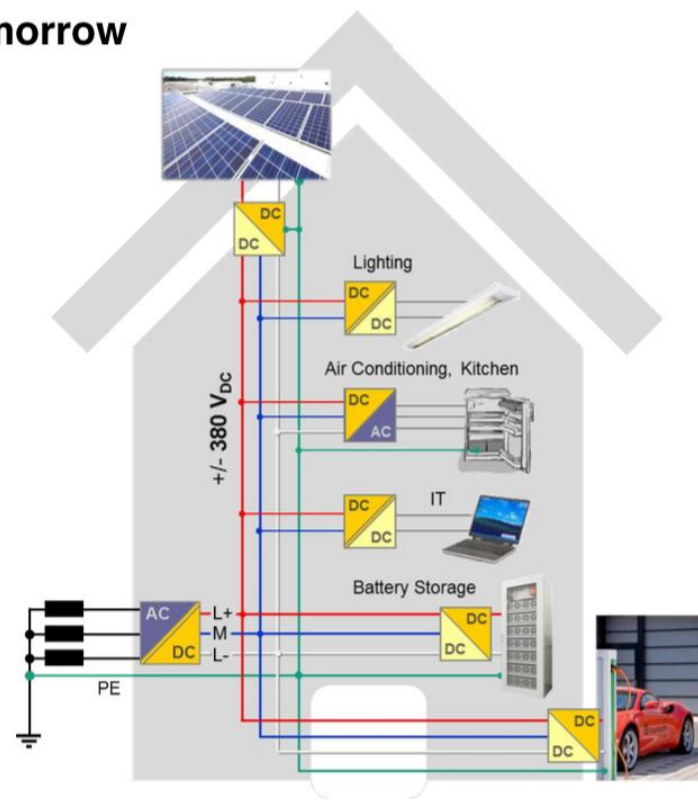 morrow
DC
DC
Lighting
DC
DC
Air Conditioning, Kitchen
DC
AC
+/- 380 VDC
IT
DC
DC
Battery Storage
AC
DC
L+
M
L-
DC
DC
PE
DC
DC